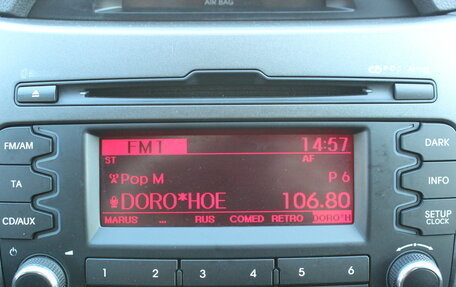 AIR BAG
FM/AM
TA
CD/AUX
FM1 14:57
ST AF
Pop M P 6
DORO*HOE 106.80
MARUS ... RUS COMED RETRO DORO*H
DARK
INFO
SETUP
CLOCK
1 2 3 4 5 6